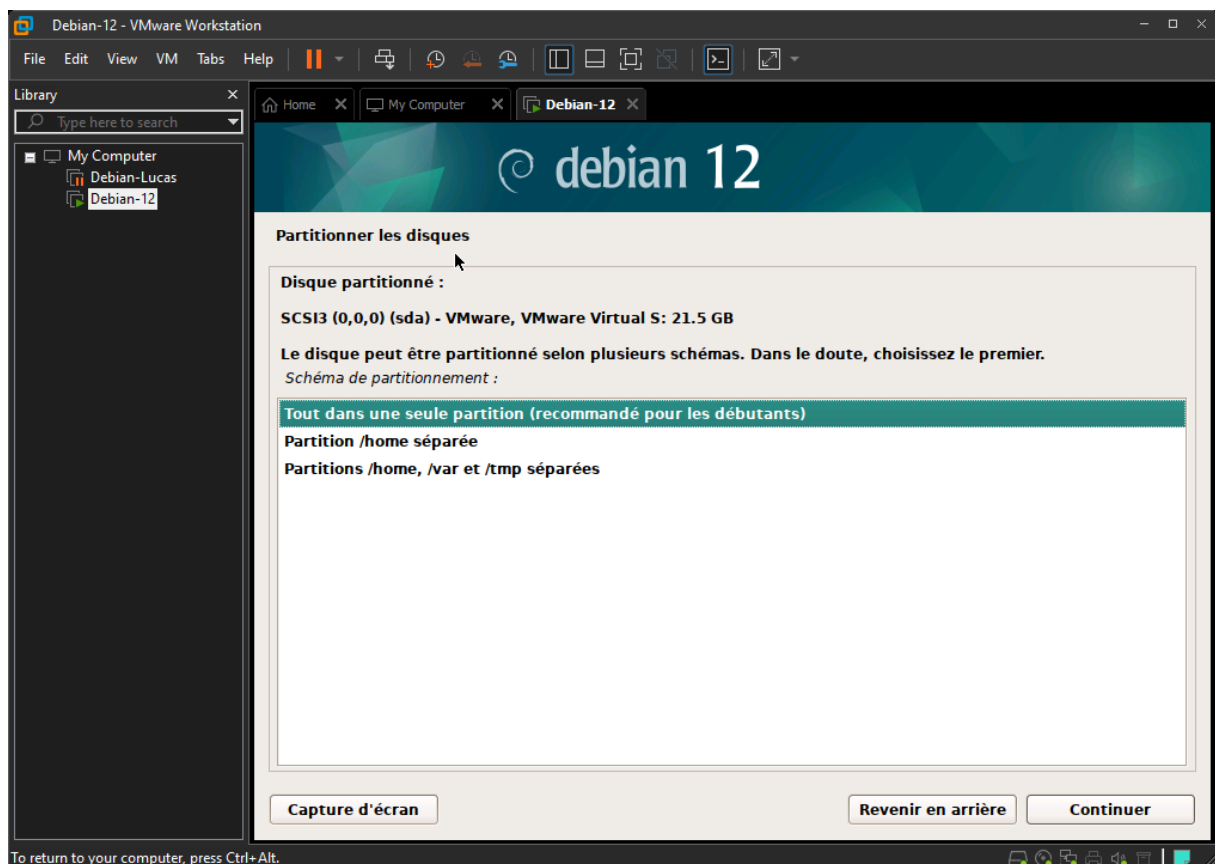 Debian-12 - VMware Workstation
File Edit View VM Tabs Help
Library
Type here to search
My Computer
Debian-Lucas
Debian-12
Home
My Computer
Debian-12
debian 12
Partitionner les disques
Disque partitionné :
SCSI3 (0,0,0) (sda) - VMware, VMware Virtual S: 21.5 GB
Le disque peut être partitionné selon plusieurs schémas. Dans le doute, choisissez le premier.
Schéma de partitionnement :
Tout dans une seule partition (recommandé pour les débutants)
Partition /home séparée
Partitions /home, /var et /tmp séparées
Capture d'écran
Revenir en arrière
Continuer
To return to your computer, press Ctrl+Alt.